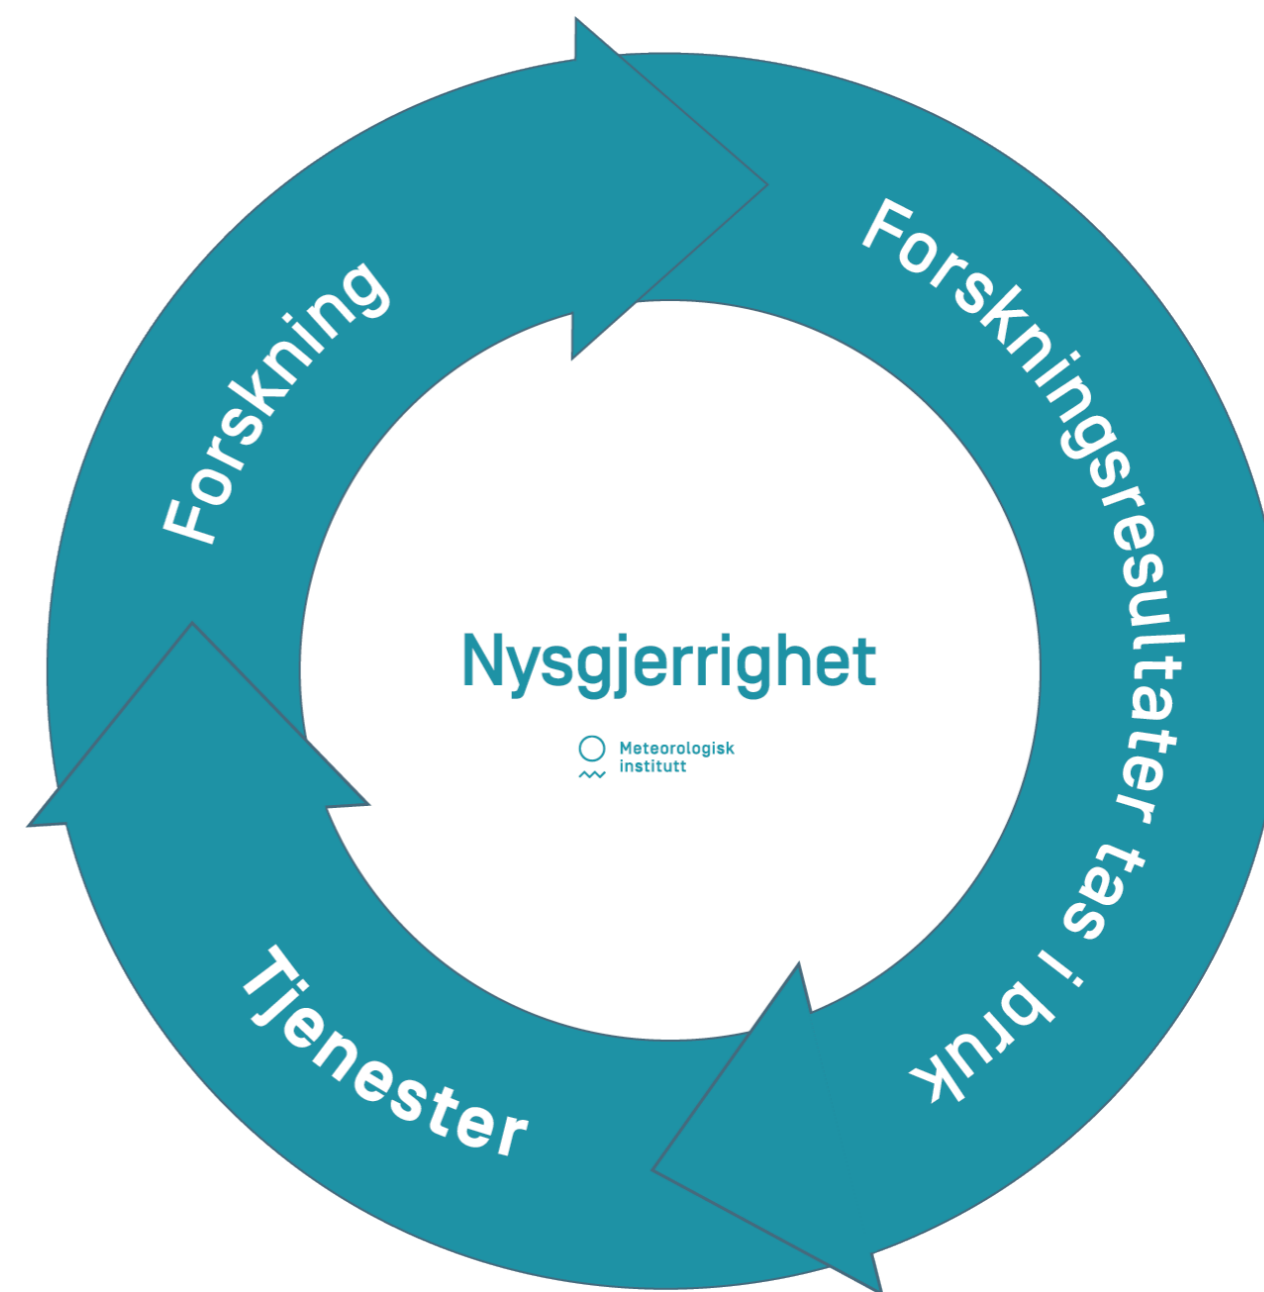 Forskning
Forskningsresultater tas i bruk
Tjenester
Nysgjerrighet
Meteorologisk
institutt